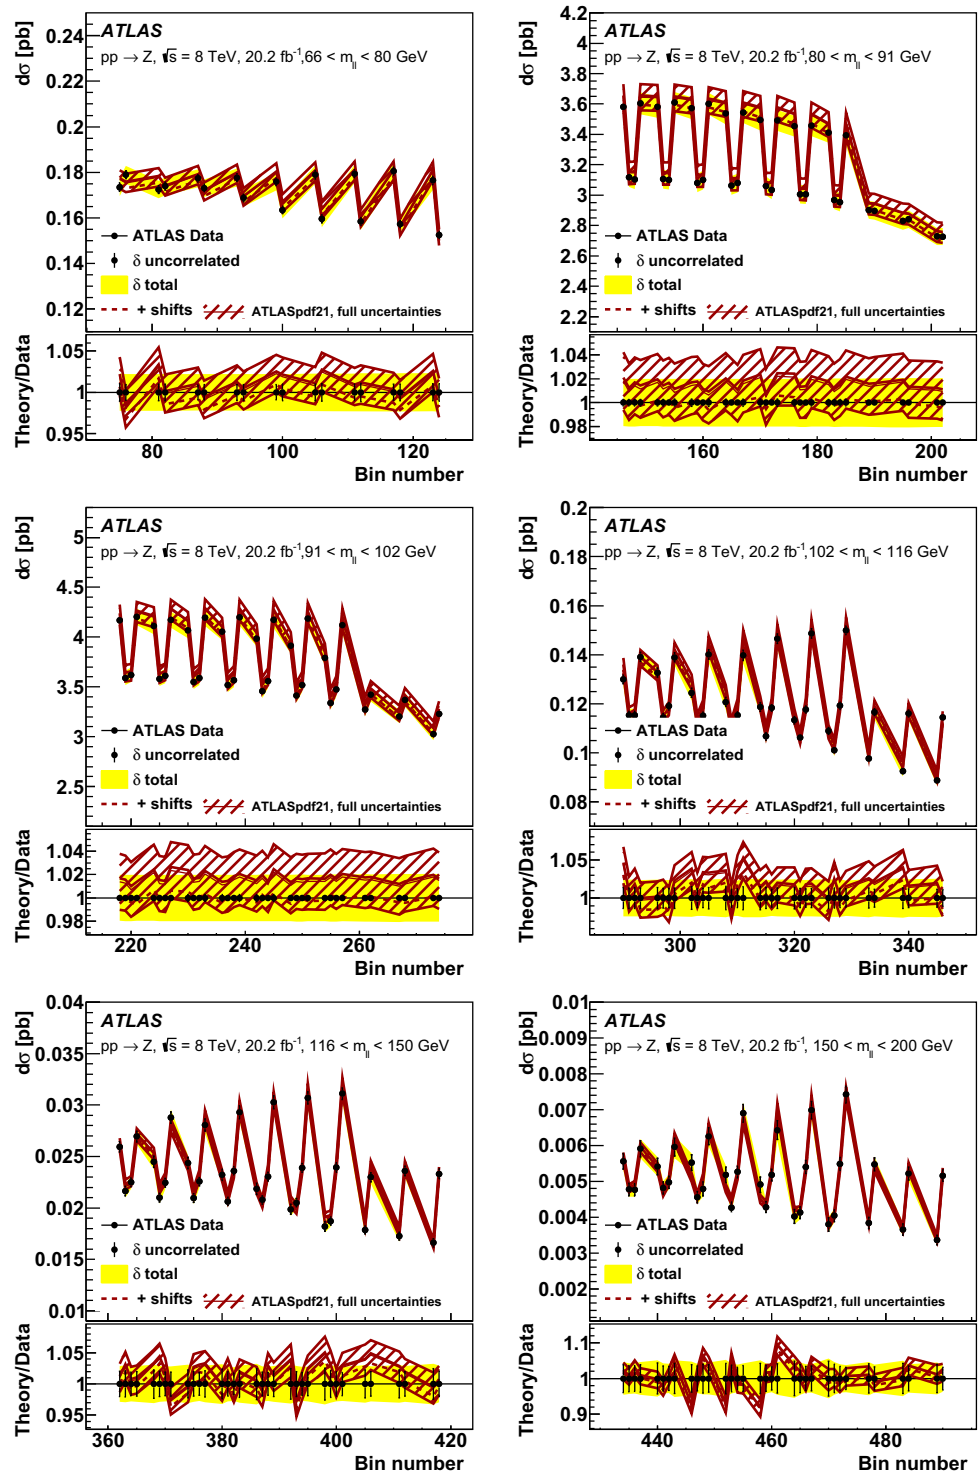 ATLAS
pp → Z, √s = 8 TeV, 20.2 fb⁻¹,66 < m_ll < 80 GeV
dσ [pb]
0.24
0.22
0.2
0.18
0.16
0.14
0.12
ATLAS Data
δ uncorrelated
δ total
+ shifts
ATLASpdf21, full uncertainties
Theory/Data
1.05
1
0.95
80 100 120
Bin number
ATLAS
pp → Z, √s = 8 TeV, 20.2 fb⁻¹,80 < m_ll < 91 GeV
dσ [pb]
4.2
4
3.8
3.6
3.4
3.2
3
2.8
2.6
2.4
2.2
ATLAS Data
δ uncorrelated
δ total
+ shifts
ATLASpdf21, full uncertainties
Theory/Data
1.04
1.02
1
0.98
160 180 200
Bin number
ATLAS
pp → Z, √s = 8 TeV, 20.2 fb⁻¹,91 < m_ll < 102 GeV
dσ [pb]
5
4.5
4
3.5
3
2.5
ATLAS Data
δ uncorrelated
δ total
+ shifts
ATLASpdf21, full uncertainties
Theory/Data
1.04
1.02
1
0.98
220 240 260
Bin number
ATLAS
pp → Z, √s = 8 TeV, 20.2 fb⁻¹,102 < m_ll < 116 GeV
dσ [pb]
0.2
0.18
0.16
0.14
0.12
0.1
0.08
ATLAS Data
δ uncorrelated
δ total
+ shifts
ATLASpdf21, full uncertainties
Theory/Data
1.05
1
300 320 340
Bin number
ATLAS
pp → Z, √s = 8 TeV, 20.2 fb⁻¹, 116 < m_ll < 150 GeV
dσ [pb]
0.04
0.035
0.03
0.025
0.02
0.015
0.01
ATLAS Data
δ uncorrelated
δ total
+ shifts
ATLASpdf21, full uncertainties
Theory/Data
1.05
1
0.95
360 380 400 420
Bin number
ATLAS
pp → Z, √s = 8 TeV, 20.2 fb⁻¹, 150 < m_ll < 200 GeV
dσ [pb]
0.01
0.009
0.008
0.007
0.006
0.005
0.004
0.003
0.002
ATLAS Data
δ uncorrelated
δ total
+ shifts
ATLASpdf21, full uncertainties
Theory/Data
1.1
1
0.9
440 460 480
Bin number